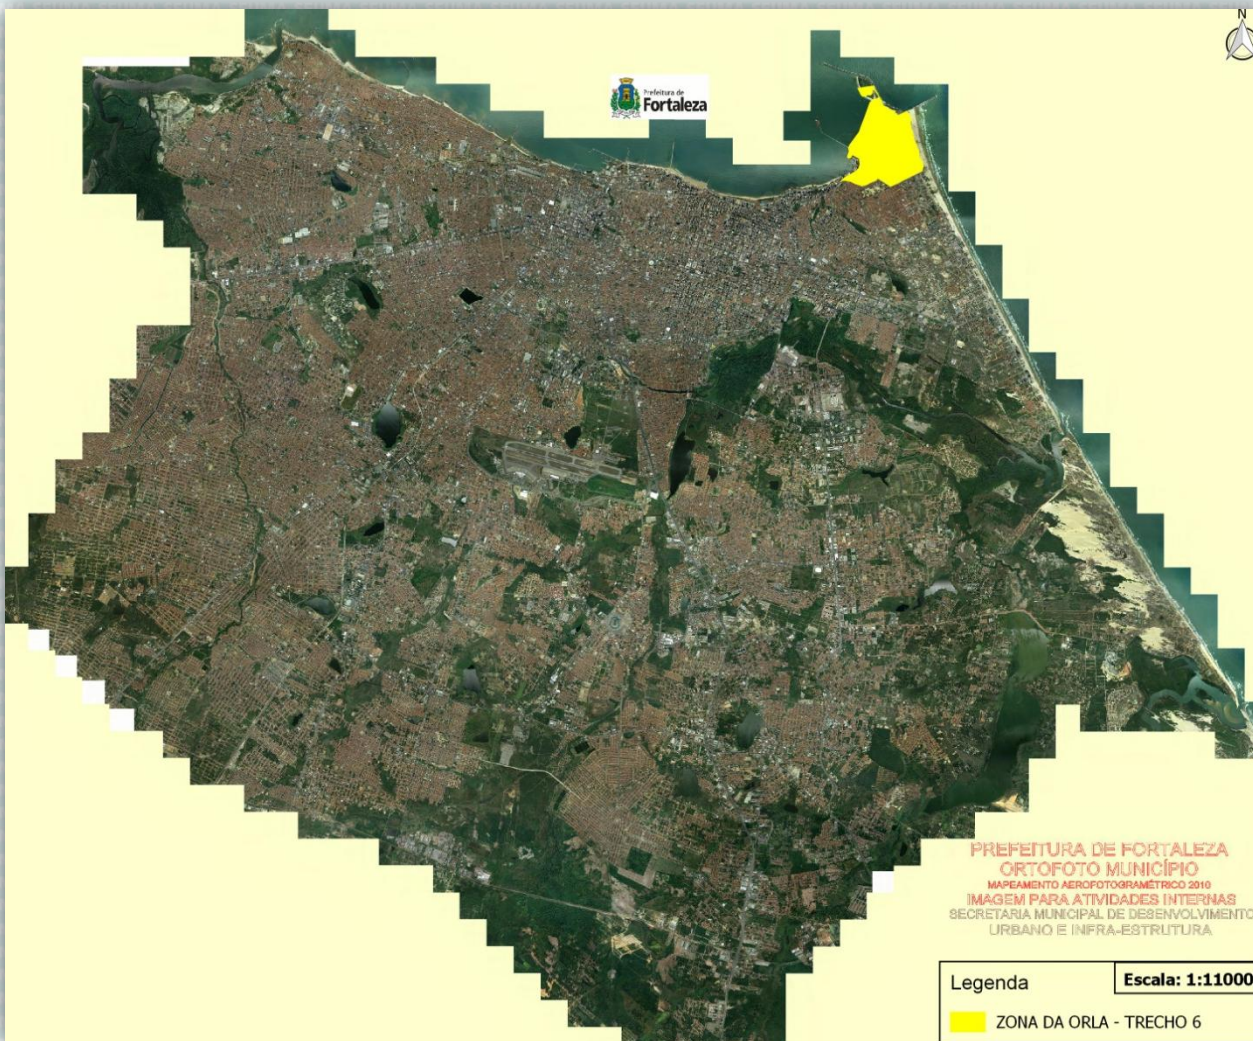 N
Prefeitura de
Fortaleza
PREFEITURA DE FORTALEZA
ORTOFOTO MUNICÍPIO
MAPEAMENTO AEROFOTOGRAMÉTRICO 2010
IMAGEM PARA ATIVIDADES INTERNAS
SECRETARIA MUNICIPAL DE DESENVOLVIMENTO
URBANO E INFRA-ESTRUTURA
Legenda
Escala: 1:11000
ZONA DA ORLA - TRECHO 6